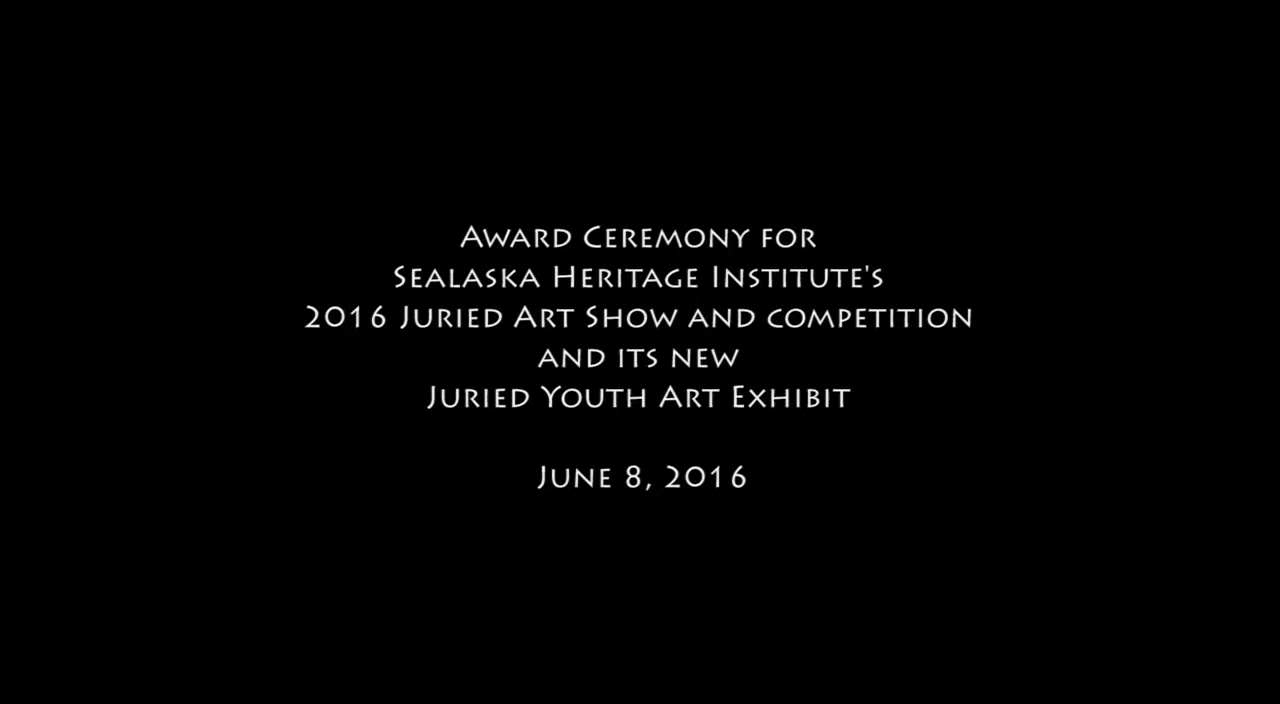 Award Ceremony for
Sealaska Heritage Institute's
2016 Juried Art Show and competition
and its new
Juried Youth Art Exhibit
June 8, 2016